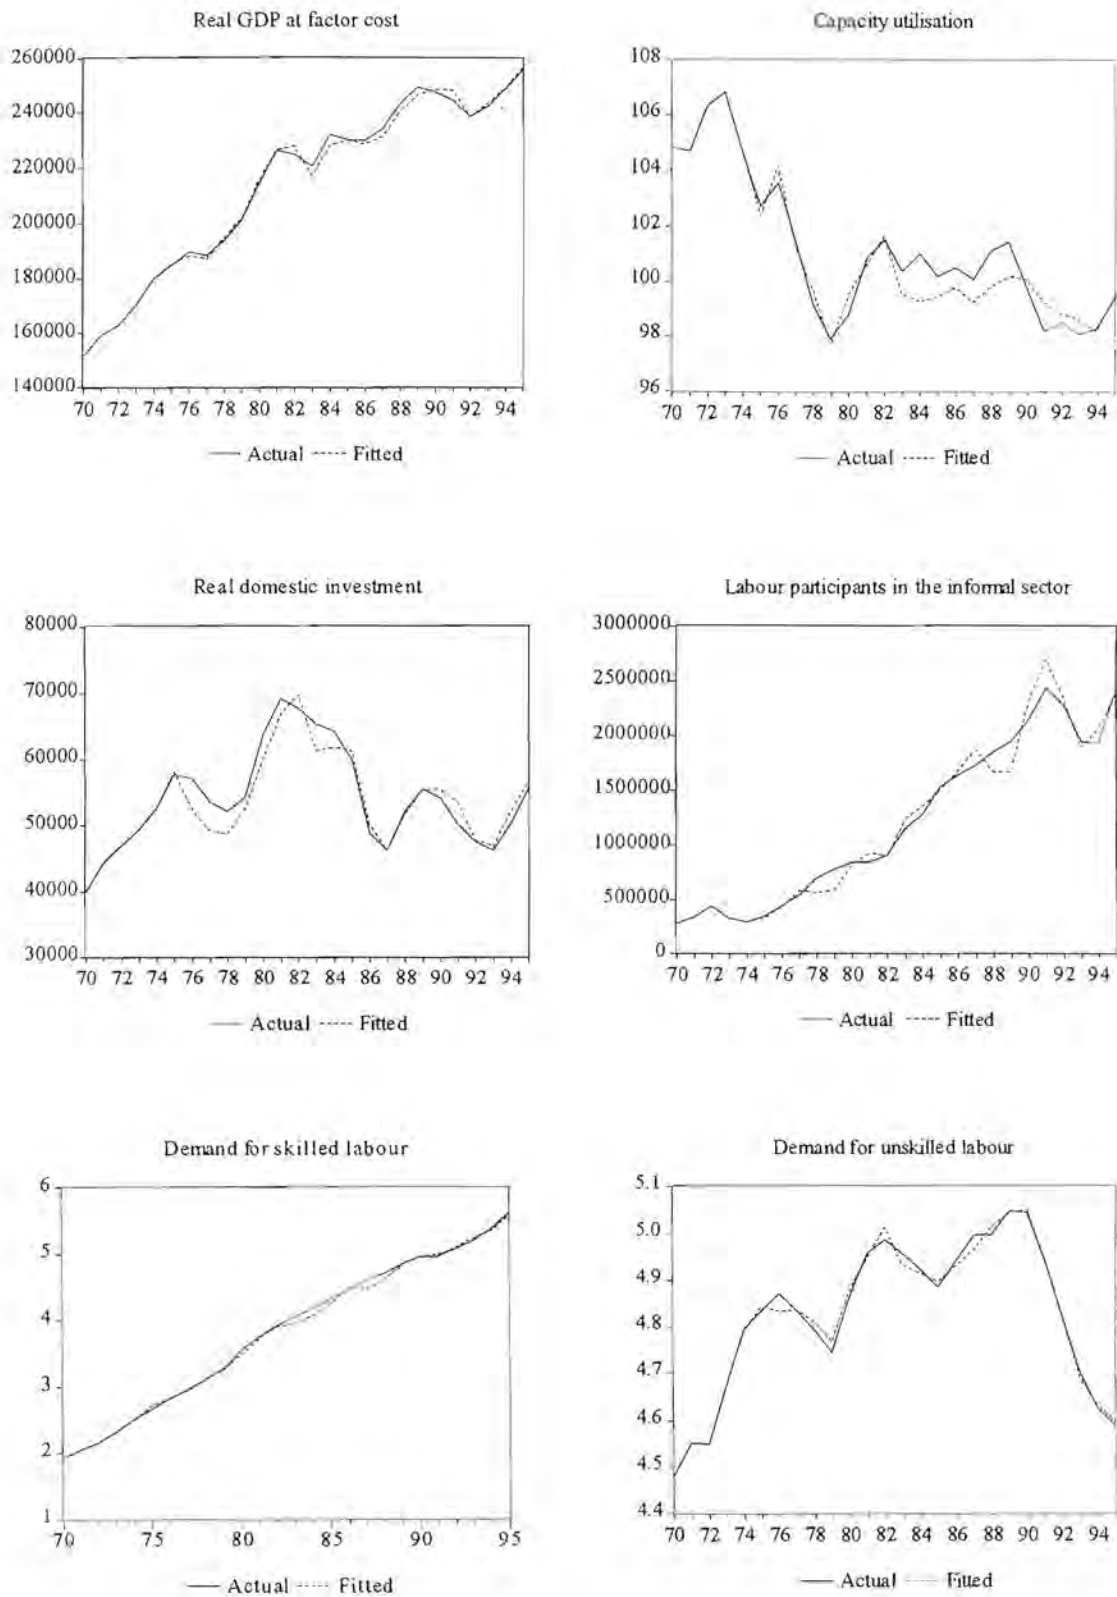 Real GDP at factor cost
260000
240000
220000
200000
180000
160000
140000
70 72 74 76 78 80 82 84 86 88 90 92 94
Actual Fitted
Capacity utilisation
108
106
104
102
100
98
96
70 72 74 76 78 80 82 84 86 88 90 92 94
Actual Fitted
Real domestic investment
80000
70000
60000
50000
40000
30000
70 72 74 76 78 80 82 84 86 88 90 92 94
Actual Fitted
Labour participants in the informal sector
3000000
2500000
2000000
1500000
1000000
500000
0
70 72 74 76 78 80 82 84 86 88 90 92 94
Actual Fitted
Demand for skilled labour
6
5
4
3
2
1
70 75 80 85 90 95
Actual Fitted
Demand for unskilled labour
5.1
5.0
4.9
4.8
4.7
4.6
4.5
4.4
70 72 74 76 78 80 82 84 86 88 90 92 94
Actual Fitted